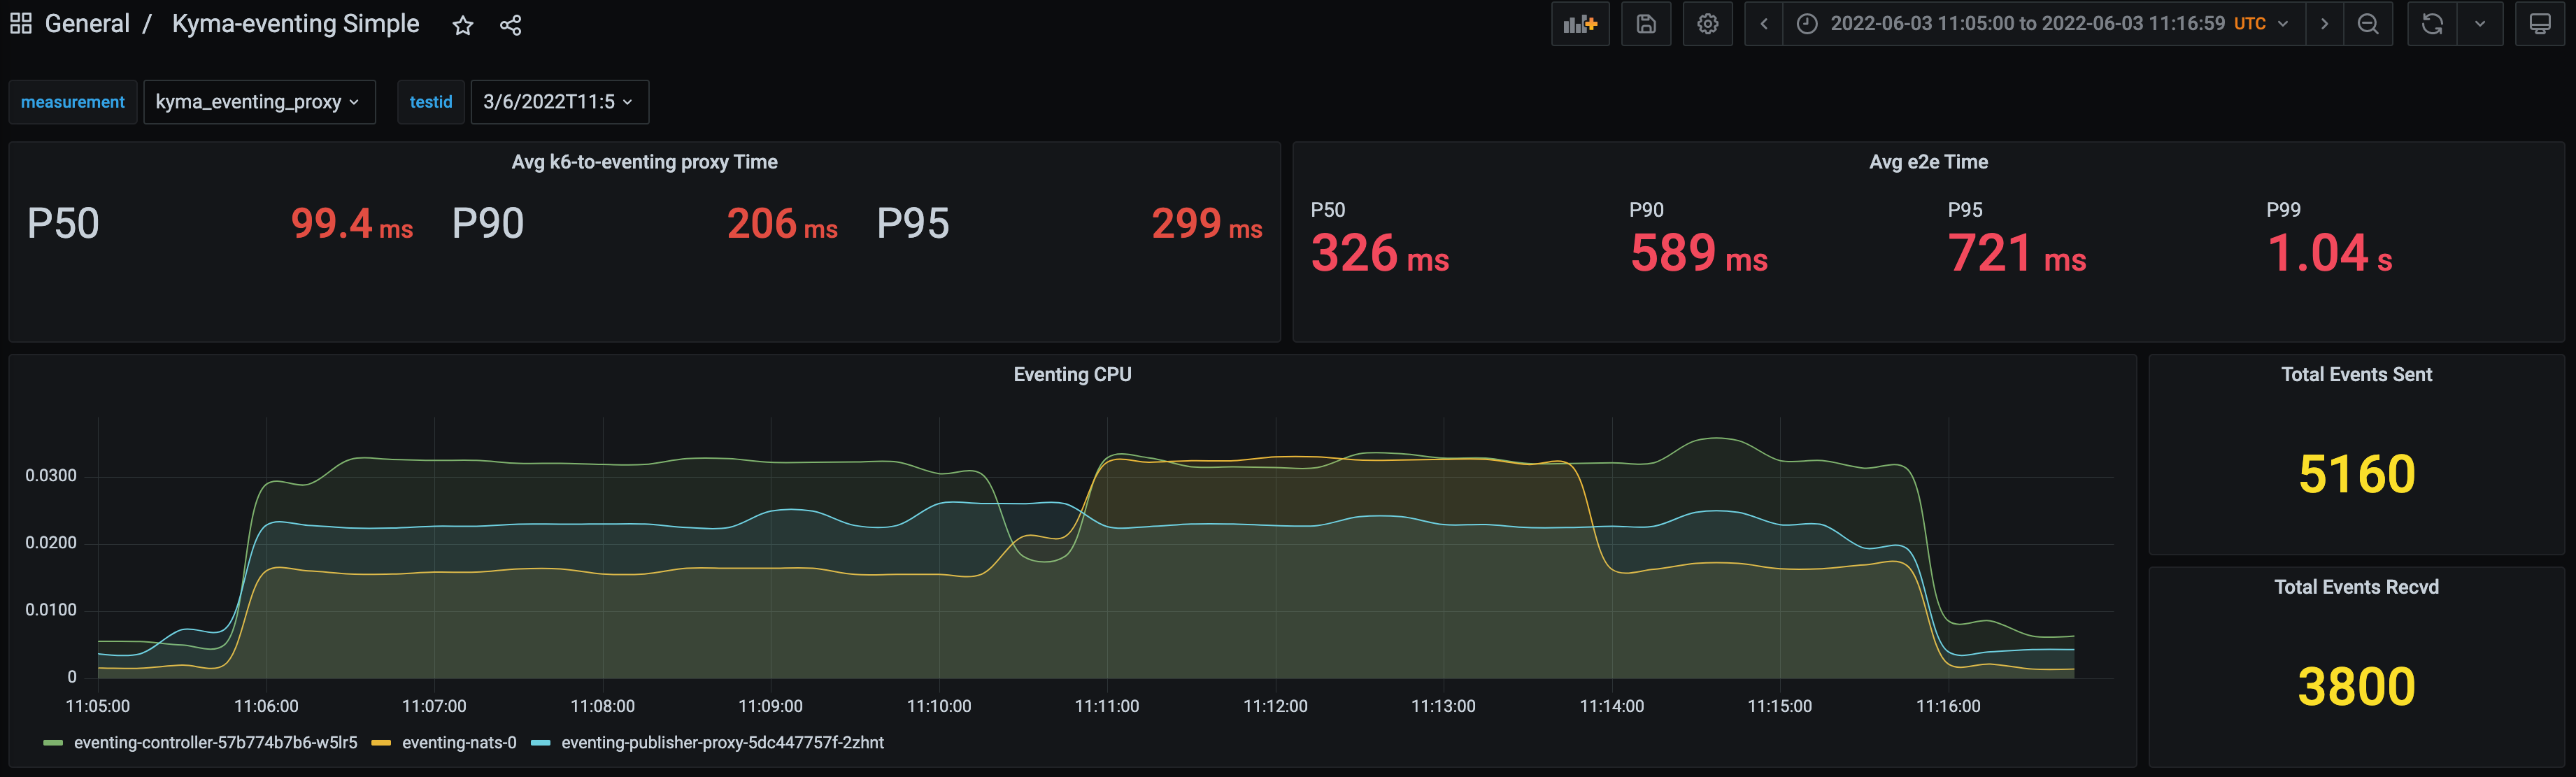 General / Kyma-eventing Simple
2022-06-03 11:05:00 to 2022-06-03 11:16:59 UTC
measurement kyma_eventing_proxy testid 3/6/2022T11:5
Avg k6-to-eventing proxy Time
P50 99.4 ms P90 206 ms P95 299 ms
Avg e2e Time
P50 P90 P95 P99
326 ms 589 ms 721 ms 1.04 s
Eventing CPU
0.0300
0.0200
0.0100
0
11:05:00 11:06:00 11:07:00 11:08:00 11:09:00 11:10:00 11:11:00 11:12:00 11:13:00 11:14:00 11:15:00 11:16:00
eventing-controller-57b774b7b6-w5lr5 eventing-nats-0 eventing-publisher-proxy-5dc447757f-2zhnt
Total Events Sent
5160
Total Events Recvd
3800